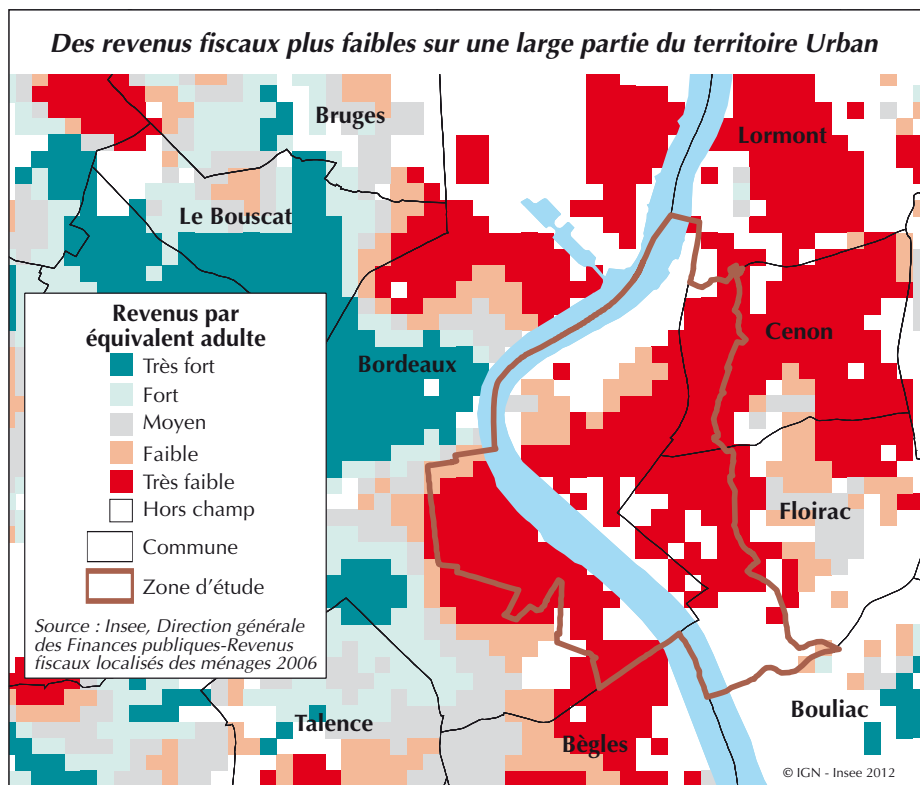 Des revenus fiscaux plus faibles sur une large partie du territoire Urban
Bruges
Lormont
Le Bouscat
Revenus par
équivalent adulte
Très fort
Fort
Moyen
Faible
Très faible
Hors champ
Commune
Zone d'étude
Source : Insee, Direction générale
des Finances publiques-Revenus
fiscaux localisés des ménages 2006
Cenon
Bordeaux
Floirac
Talence
Bègles
Bouliac
© IGN - Insee 2012